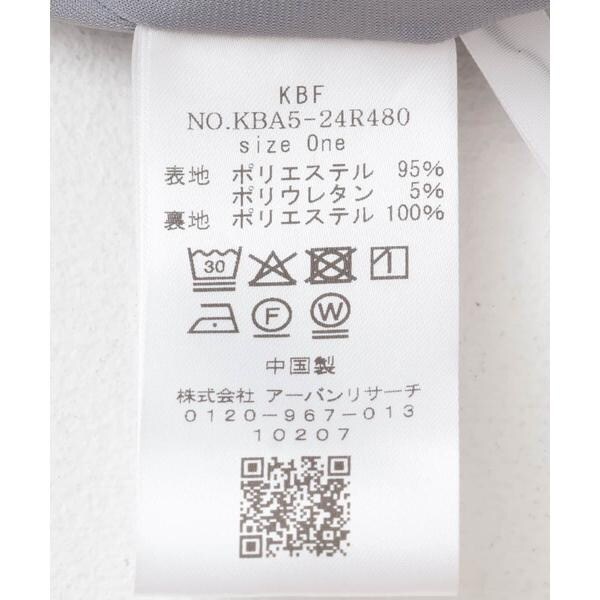 KBF
NO.KBA5-24R480
size One
表地 ポリエステル 95%
ポリウレタン 5%
裏地 ポリエステル 100%
30
F W
中国製
株式会社 アーバンリサーチ
0120-967-013
10207